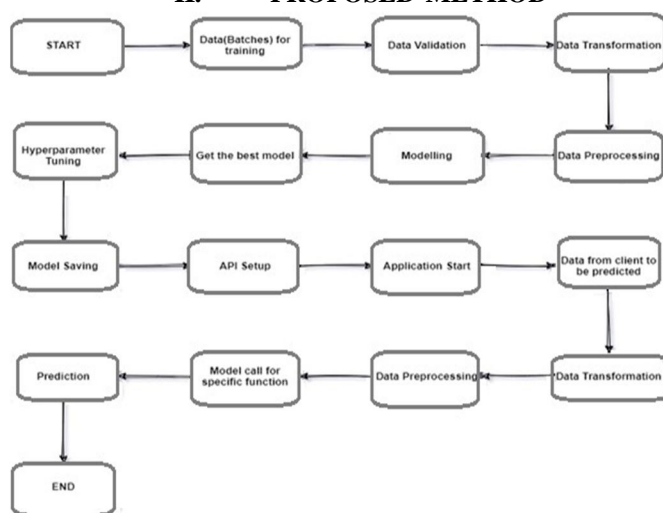 II. PROPOSED METHOD
START
Data(Batches) for
training
Data Validation
Data Transformation
Data Preprocessing
Modelling
Get the best model
Hyperparameter
Tuning
Model Saving
API Setup
Application Start
Data from client to
be predicted
Data Transformation
Data Preprocessing
Model call for
specific function
Prediction
END